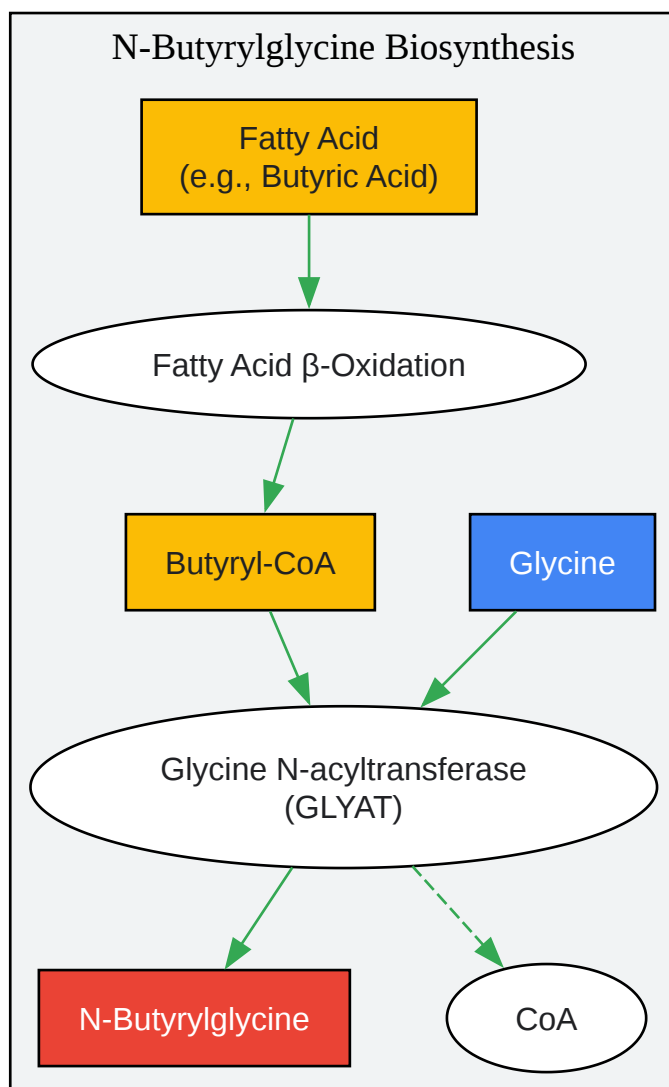 N-Butyrylglycine Biosynthesis
Fatty Acid
(e.g., Butyric Acid)
Fatty Acid β-Oxidation
Butyryl-CoA
Glycine
Glycine N-acyltransferase
(GLYAT)
N-Butyrylglycine
CoA